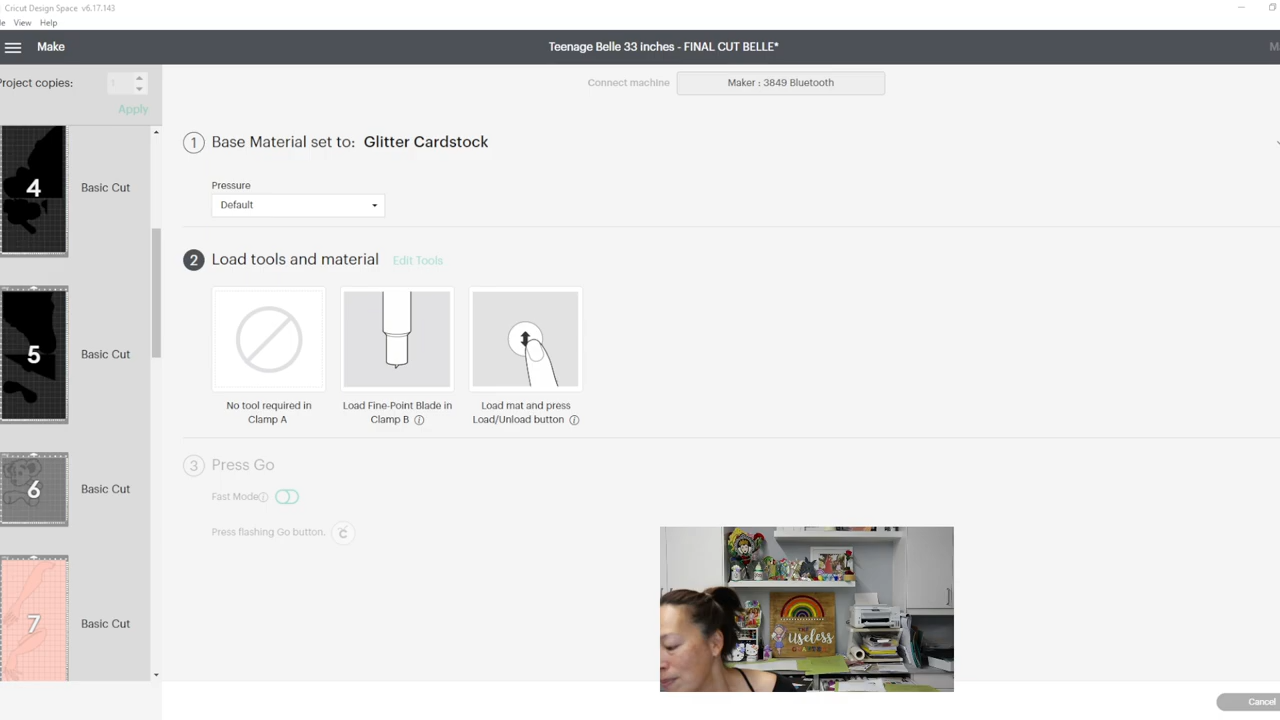 Cricut Design Space v6.17.143
View Help
Make
Teenage Belle 33 inches - FINAL CUT BELLE*
Project copies:
1
Apply
Connect machine
Maker : 3849 Bluetooth
4
Basic Cut
5
Basic Cut
6
Basic Cut
7
Basic Cut
1 Base Material set to: Glitter Cardstock
Pressure
Default
2 Load tools and material Edit Tools
No tool required in
Clamp A
Load Fine-Point Blade in
Clamp B
Load mat and press
Load/Unload button
3 Press Go
Fast Mode
Press flashing Go button.
Useless
Cancel